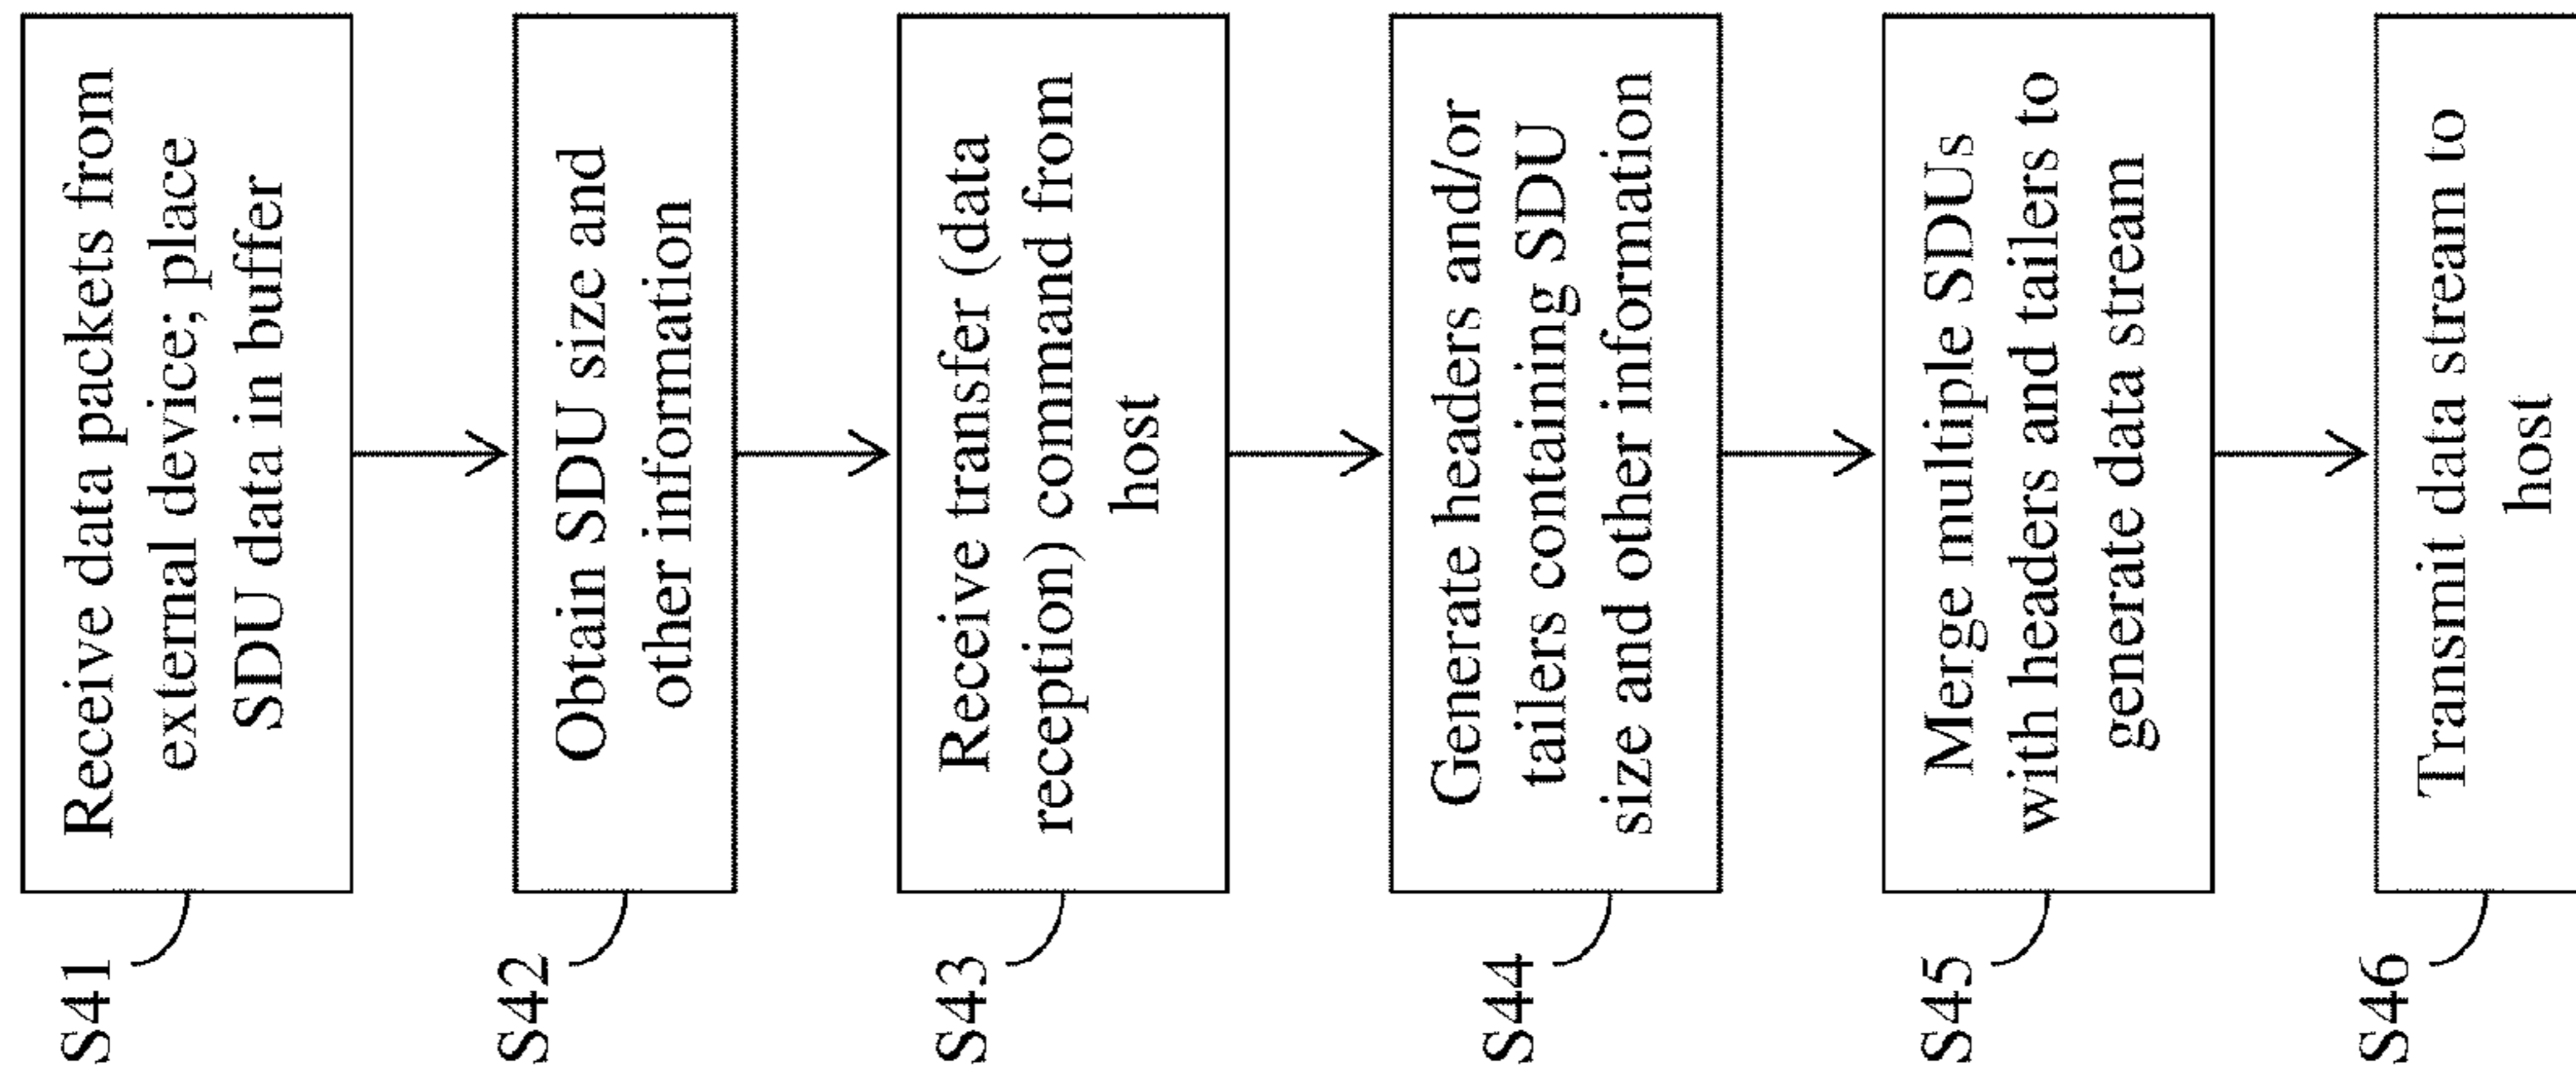 S41
Receive data packets from
external device; place
SDU data in buffer
S42
Obtain SDU size and
other information
S43
Receive transfer (data
reception) command from
host
S44
Generate headers and/or
tailers containing SDU
size and other information
S45
Merge multiple SDUs
with headers and tailers to
generate data stream
S46
Transmit data stream to
host